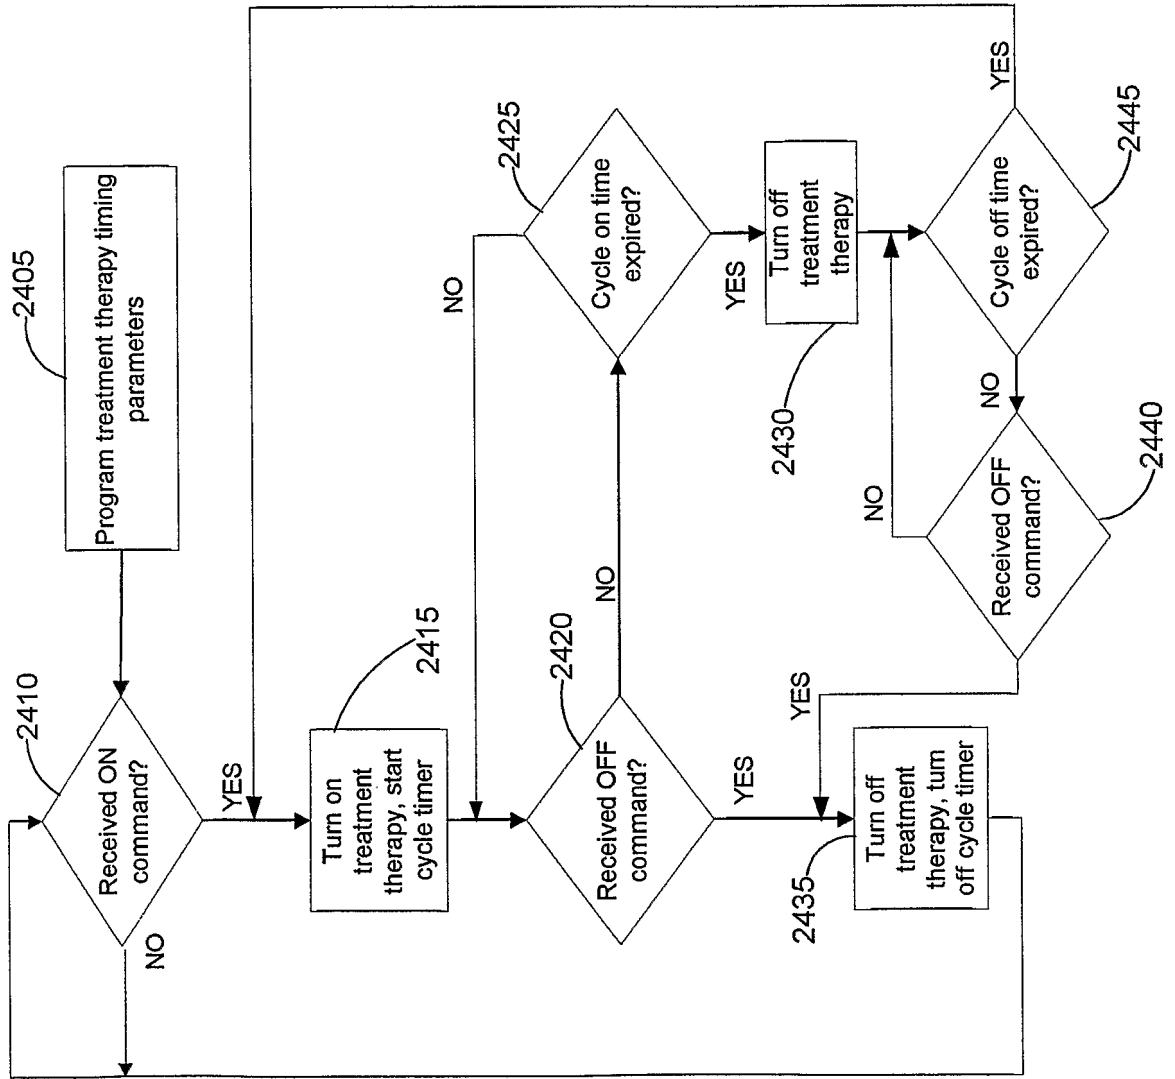 2405
Program treatment therapy timing
parameters
2410
Received ON
command?
NO
YES
2415
Turn on
treatment
therapy, start
cycle timer
2420
Received OFF
command?
NO
YES
2425
Cycle on time
expired?
NO
YES
2430
Turn off
treatment
therapy
2435
Turn off
treatment
therapy, turn
off cycle timer
2440
Received OFF
command?
NO
YES
2445
Cycle off time
expired?
NO
YES